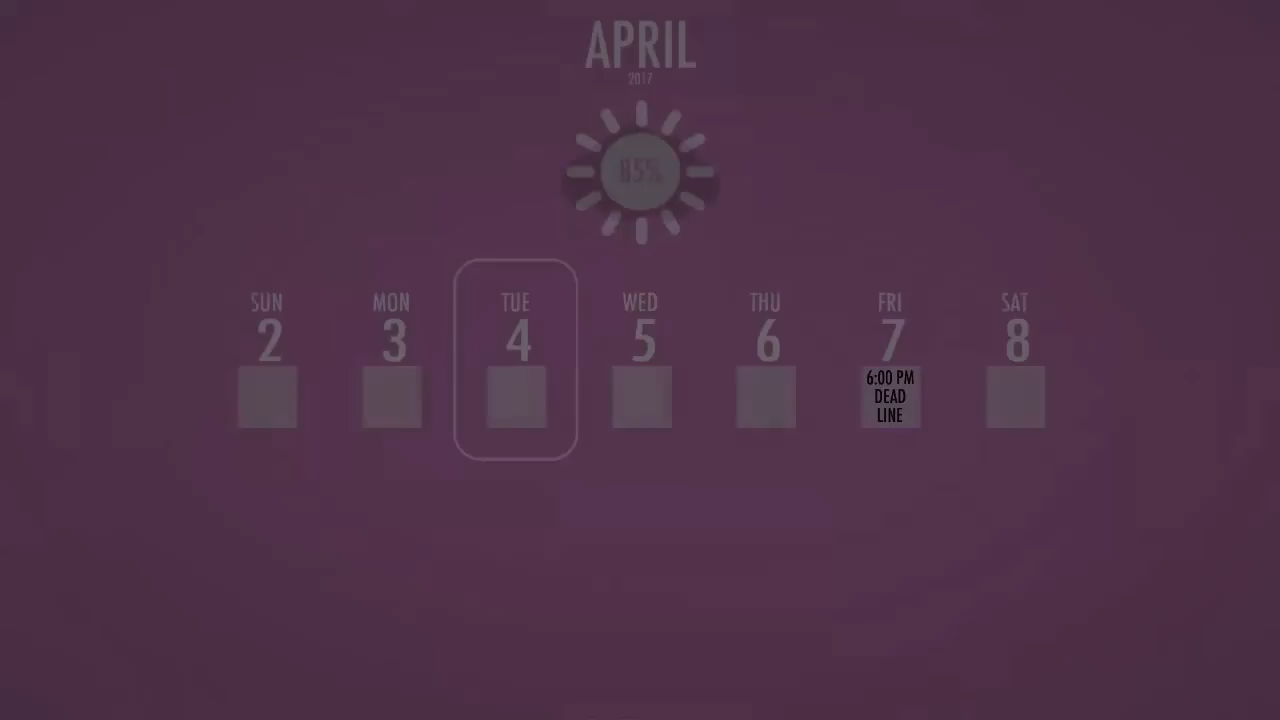 APRIL
2017
85%
SUN MON TUE WED THU FRI SAT
2 3 4 5 6 7 8
6:00 PM
DEAD
LINE